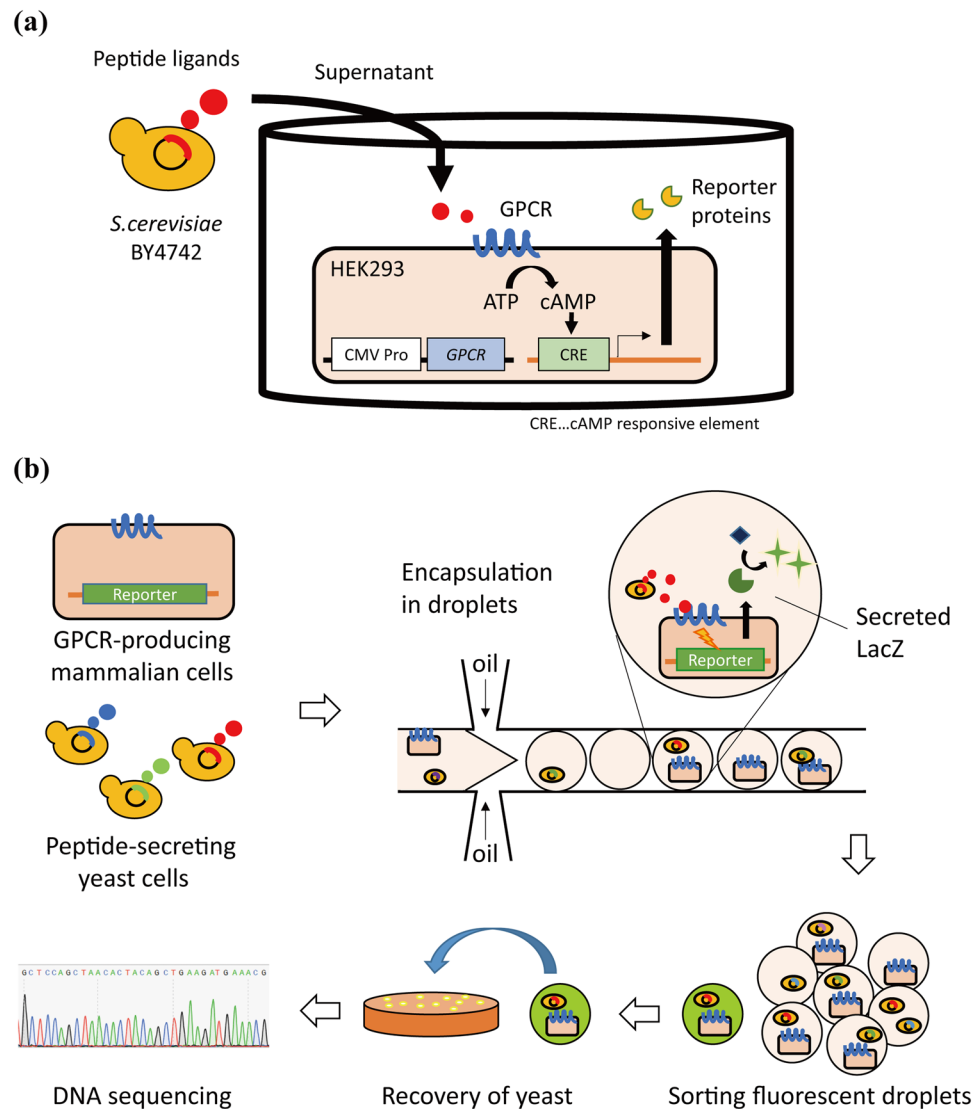 (a)
Peptide ligands
Supernatant
S.cerevisiae
BY4742
GPCR
Reporter
proteins
HEK293
ATP
cAMP
CMV Pro
GPCR
CRE
CRE...cAMP responsive element
(b)
Reporter
GPCR-producing
mammalian cells
Peptide-secreting
yeast cells
Encapsulation
in droplets
oil
oil
Reporter
Secreted
LacZ
GCTCCAGCTAACACTACAGCTGAAGATGAAACG
DNA sequencing
Recovery of yeast
Sorting fluorescent droplets